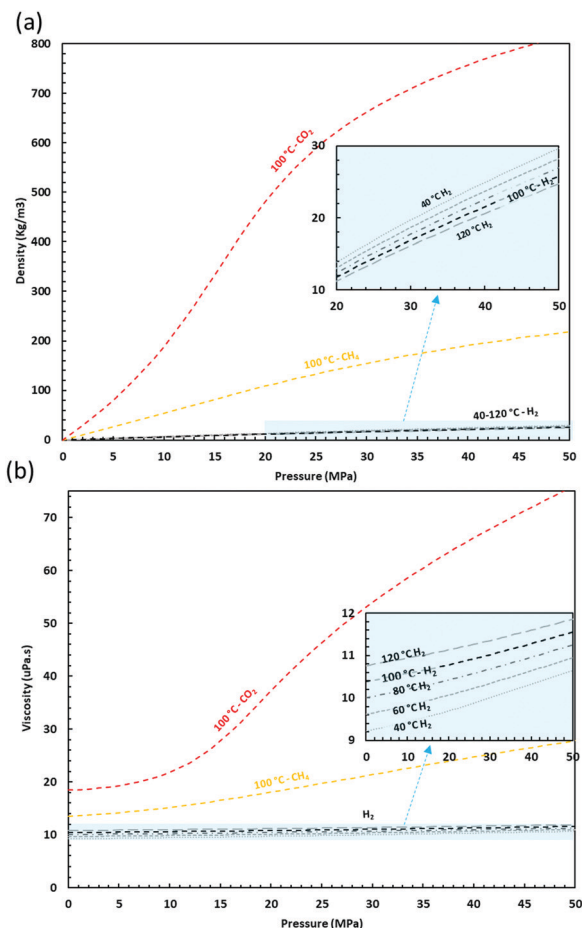 (a)
800
700
600
500
400
300
200
100
0
Density (Kg/m3)
100 °C - CO₂
100 °C - CH₄
40-120 °C - H₂
30
20
10
40 °C H₂
100 °C - H₂
120 °C H₂
20 30 40 50
0 5 10 15 20 25 30 35 40 45 50
Pressure (MPa)
(b)
70
60
50
40
30
20
10
0
Viscosity (uPa.s)
100 °C - CO₂
100 °C - CH₄
H₂
12
11
10
9
120 °C H₂
100 °C - H₂
80 °C H₂
60 °C H₂
40 °C H₂
0 10 20 30 40 50
0 5 10 15 20 25 30 35 40 45 50
Pressure (MPa)